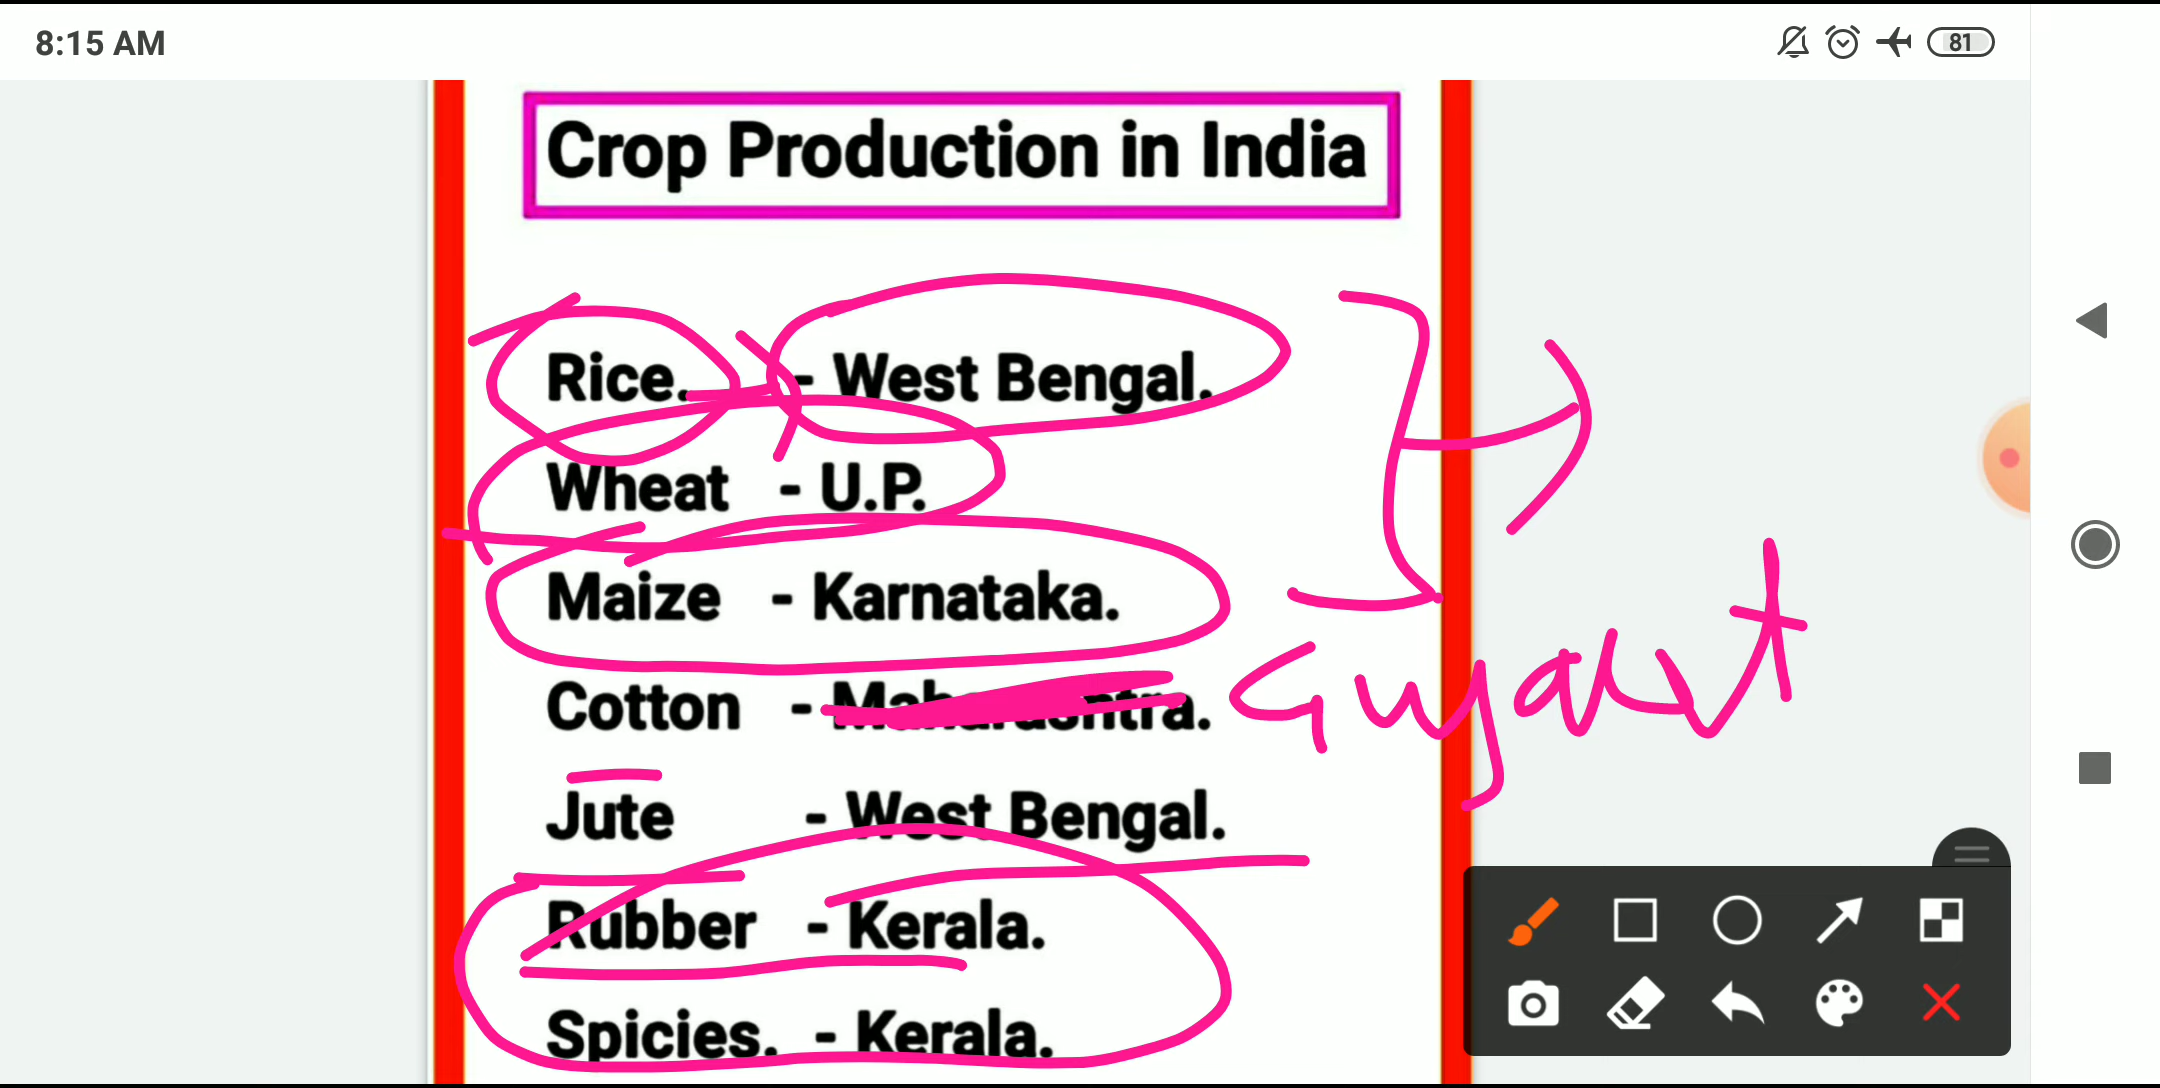 8:15 AM
81
Crop Production in India
Rice. - West Bengal.
Wheat - U.P.
Maize - Karnataka.
Cotton - Maharashtra. Gujarat
Jute - West Bengal.
Rubber - Kerala.
Spicies. - Kerala.